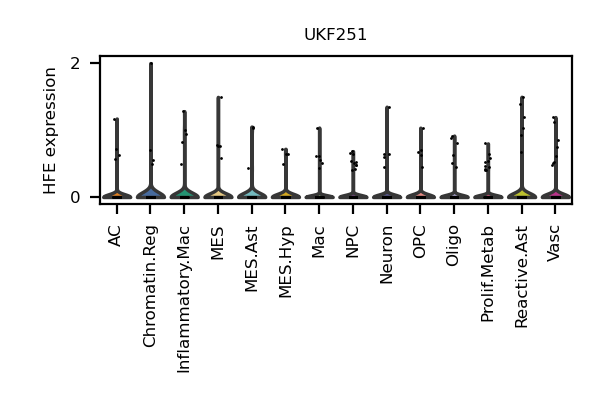 UKF251
HFE expression
2
0
AC
Chromatin.Reg
Inflammatory.Mac
MES
MES.Ast
MES.Hyp
Mac
NPC
Neuron
OPC
Oligo
Prolif.Metab
Reactive.Ast
Vasc